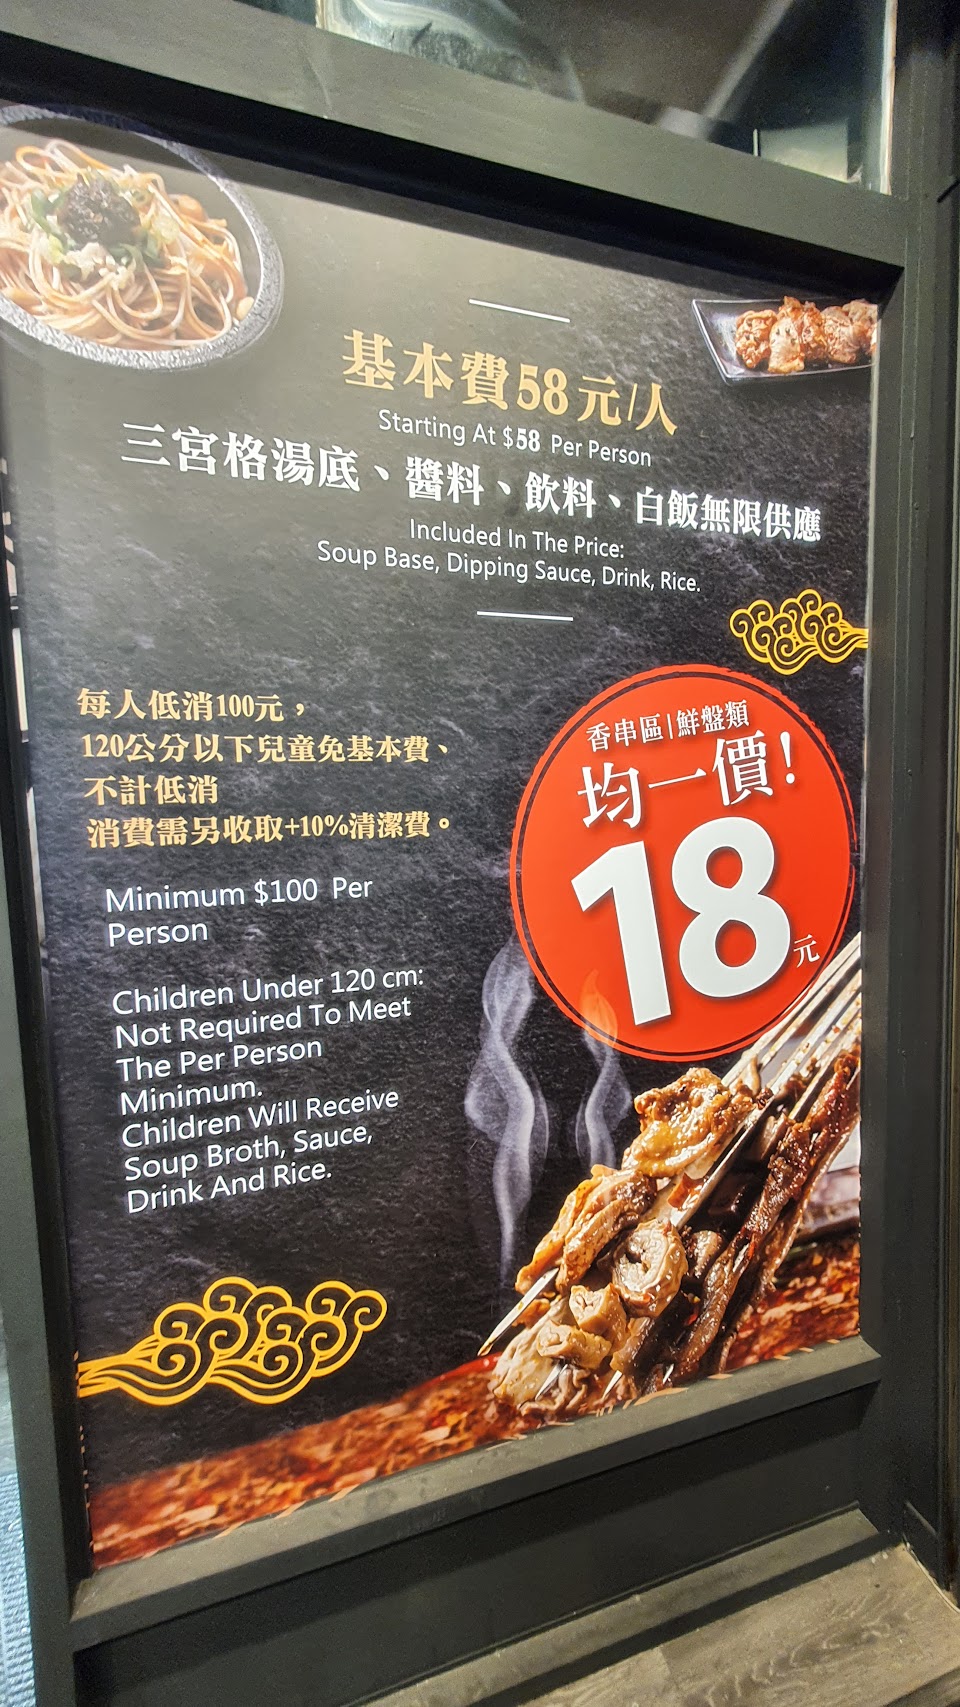 基本費58元/人
Starting At $58 Per Person
三宮格湯底、醬料、飲料、白飯無限供應
Included In The Price:
Soup Base, Dipping Sauce, Drink, Rice.
每人低消100元，
120公分以下兒童免基本費、
不計低消
消費需另收取+10%清潔費。
Minimum $100 Per
Person
Children Under 120 cm:
Not Required To Meet
The Per Person
Minimum.
Children Will Receive
Soup Broth, Sauce,
Drink And Rice.
香串區|鮮盤類
均一價!
18元